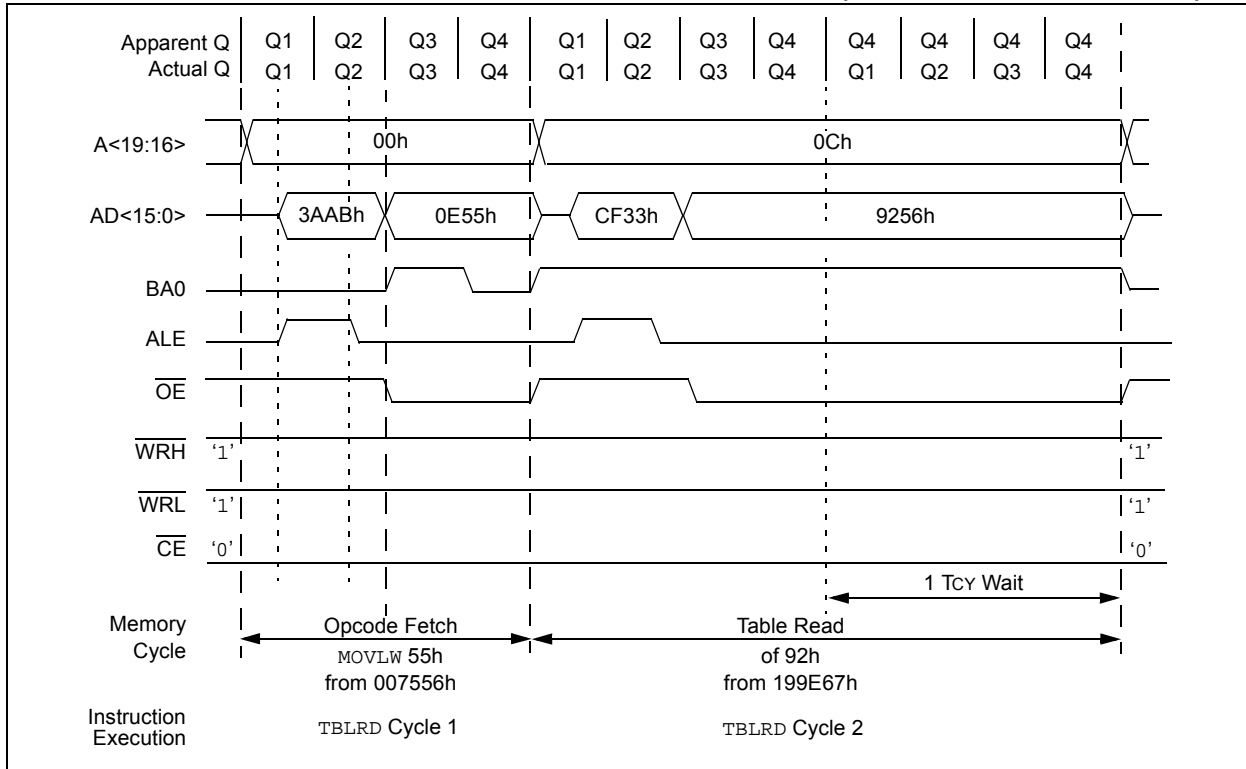 Apparent Q Q1 Q2 Q3 Q4 Q1 Q2 Q3 Q4 Q4 Q4 Q4 Q4
Actual Q Q1 Q2 Q3 Q4 Q1 Q2 Q3 Q4 Q1 Q2 Q3 Q4
A<19:16> 00h 0Ch
AD<15:0> 3AABh 0E55h CF33h 9256h
BA0
ALE
OE
WRH '1' '1'
WRL '1' '1'
CE '0' '0'
1 TCY Wait
Memory Opcode Fetch Table Read
Cycle MOVLW 55h of 92h
from 007556h from 199E67h
Instruction
Execution TBLRD Cycle 1 TBLRD Cycle 2